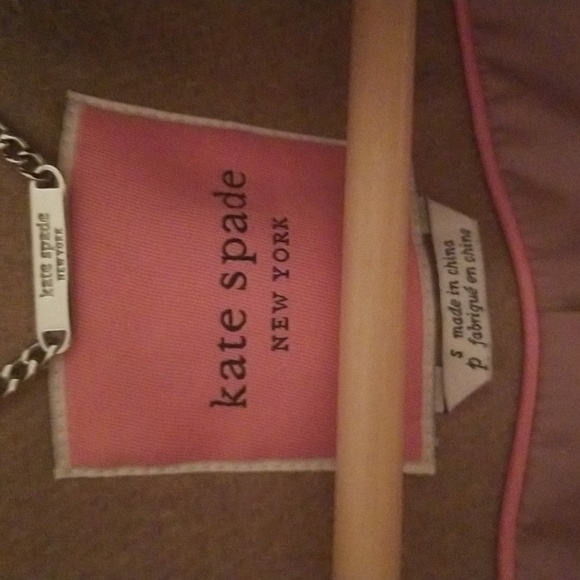 kate spade
NEW YORK
kate spade
NEW YORK
s made in china
p fabriqué en chine